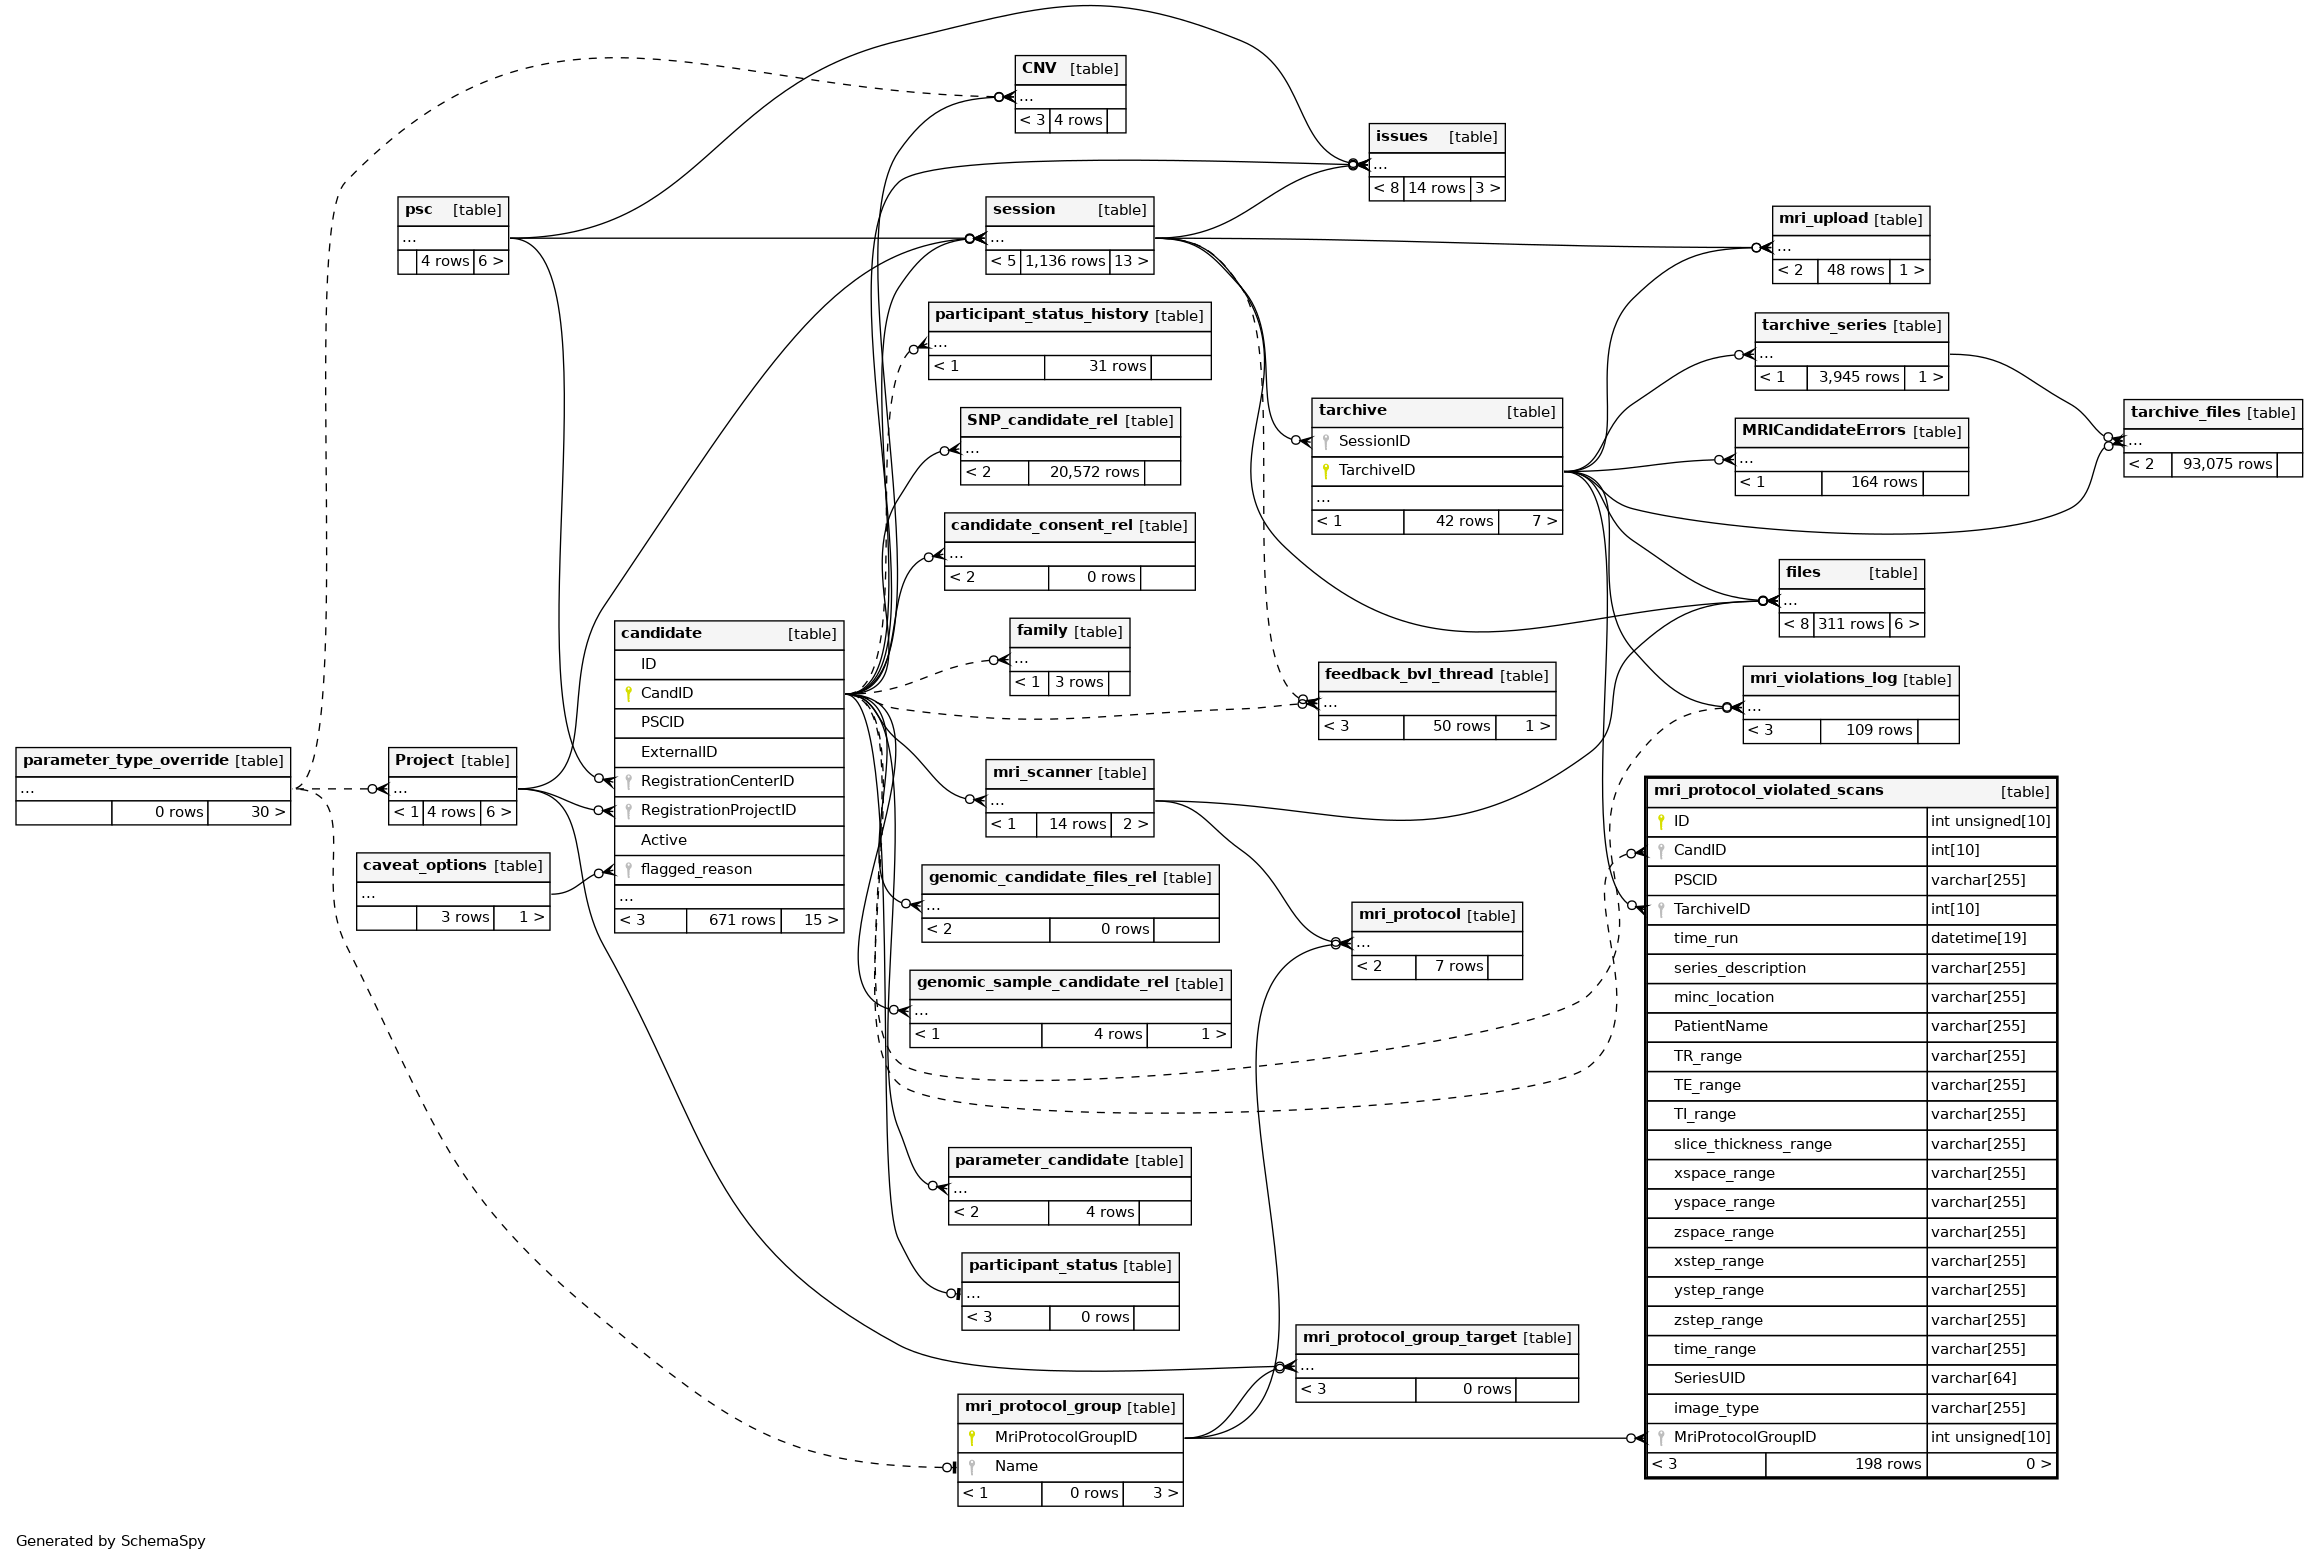 CNV [table]
...
< 3 4 rows
issues [table]
...
< 8 14 rows 3 >
psc [table]
...
4 rows 6 >
session [table]
...
< 5 1,136 rows 13 >
mri_upload [table]
...
< 2 48 rows 1 >
participant_status_history [table]
...
< 1 31 rows
tarchive_series [table]
...
< 1 3,945 rows 1 >
SNP_candidate_rel [table]
...
< 2 20,572 rows
tarchive [table]
SessionID
TarchiveID
...
< 1 42 rows 7 >
MRICandidateErrors [table]
...
< 1 164 rows
tarchive_files [table]
...
< 2 93,075 rows
candidate_consent_rel [table]
...
< 2 0 rows
files [table]
...
< 8 311 rows 6 >
candidate [table]
ID
CandID
PSCID
ExternalID
RegistrationCenterID
RegistrationProjectID
Active
flagged_reason
...
< 3 671 rows 15 >
family [table]
...
< 1 3 rows
feedback_bvl_thread [table]
...
< 3 50 rows 1 >
mri_violations_log [table]
...
< 3 109 rows
parameter_type_override [table]
...
0 rows 30 >
Project [table]
...
< 1 4 rows 6 >
caveat_options [table]
...
3 rows 1 >
mri_scanner [table]
...
< 1 14 rows 2 >
genomic_candidate_files_rel [table]
...
< 2 0 rows
mri_protocol [table]
...
< 2 7 rows
genomic_sample_candidate_rel [table]
...
< 1 4 rows 1 >
mri_protocol_violated_scans [table]
ID int unsigned[10]
CandID int[10]
PSCID varchar[255]
TarchiveID int[10]
time_run datetime[19]
series_description varchar[255]
minc_location varchar[255]
PatientName varchar[255]
TR_range varchar[255]
TE_range varchar[255]
TI_range varchar[255]
slice_thickness_range varchar[255]
xspace_range varchar[255]
yspace_range varchar[255]
zspace_range varchar[255]
xstep_range varchar[255]
ystep_range varchar[255]
zstep_range varchar[255]
time_range varchar[255]
SeriesUID varchar[64]
image_type varchar[255]
MriProtocolGroupID int unsigned[10]
< 3 198 rows 0 >
parameter_candidate [table]
...
< 2 4 rows
participant_status [table]
...
< 3 0 rows
mri_protocol_group_target [table]
...
< 3 0 rows
mri_protocol_group [table]
MriProtocolGroupID
Name
< 1 0 rows 3 >
Generated by SchemaSpy